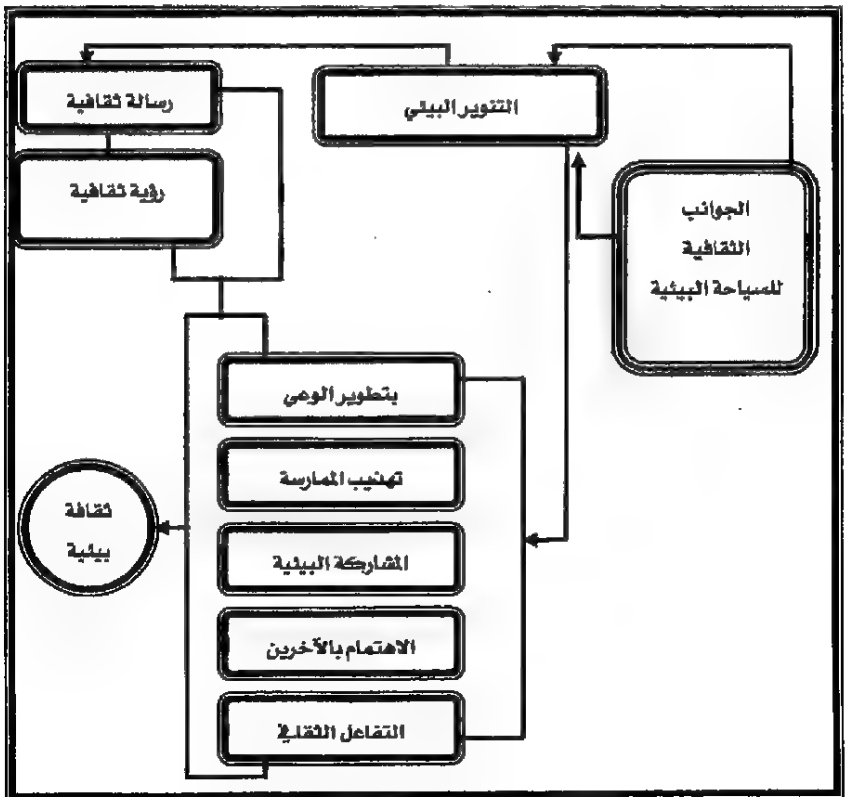 الجوانب
الثقافية
للسياحة البيئية
التنوير البيئي
رسالة ثقافية
رؤية ثقافية
بتطوير الوعي
تهذيب الممارسة
المشاركة البيئية
الاهتمام بالآخرين
التفاعل الثقافي
ثقافة
بيئية